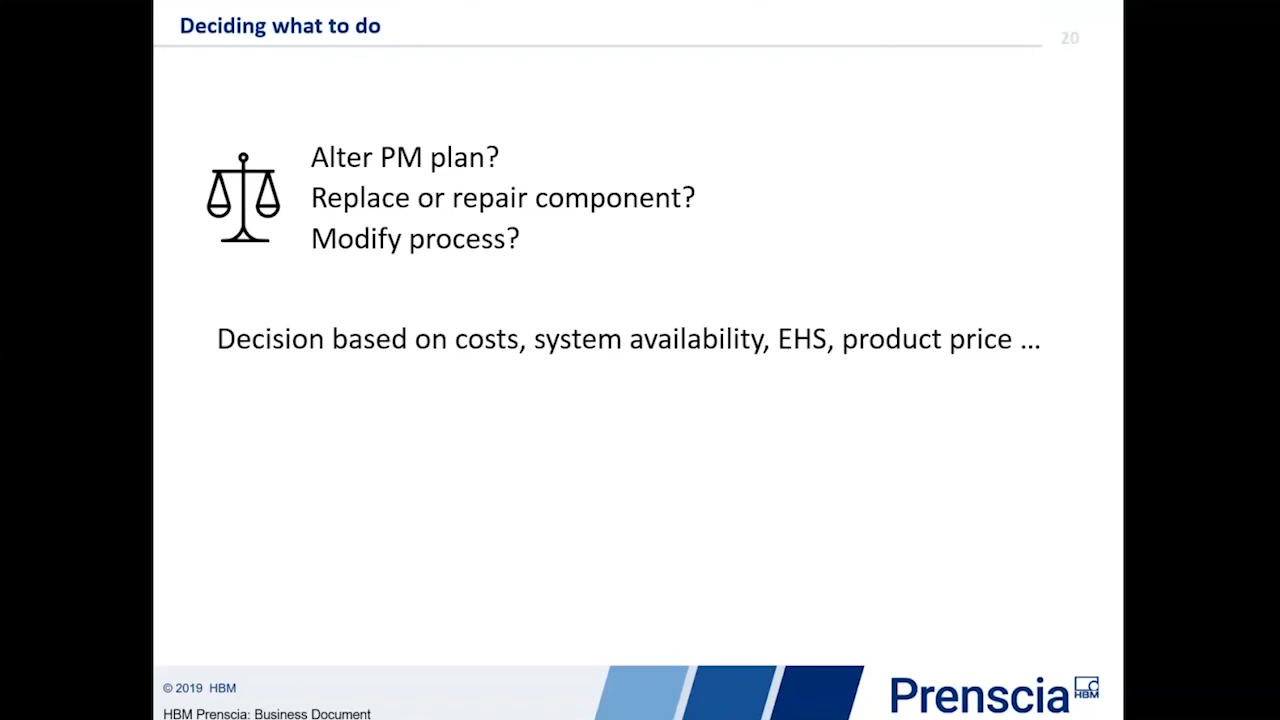 Deciding what to do
20
Alter PM plan?
Replace or repair component?
Modify process?
Decision based on costs, system availability, EHS, product price ...
© 2019 HBM
HBM Prenscia: Business Document
Prenscia
HBM